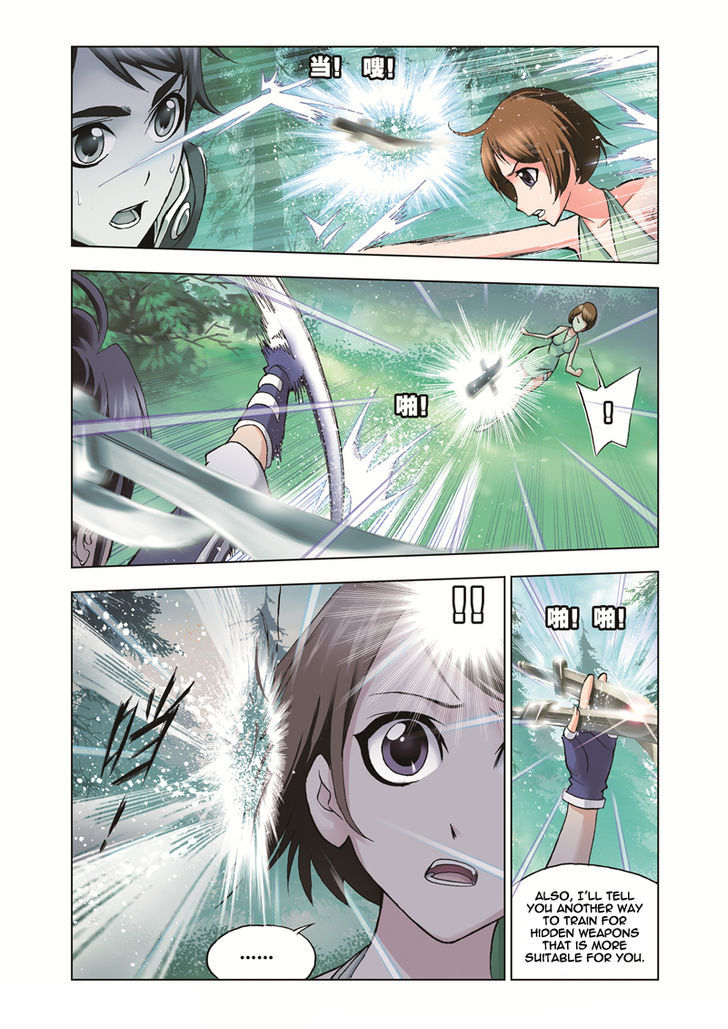 当! 嗖!
啪!
!
!!
……
啪! 啪!
ALSO, I'LL TELL
YOU ANOTHER WAY
TO TRAIN FOR
HIDDEN WEAPONS
THAT IS MORE
SUITABLE FOR YOU.